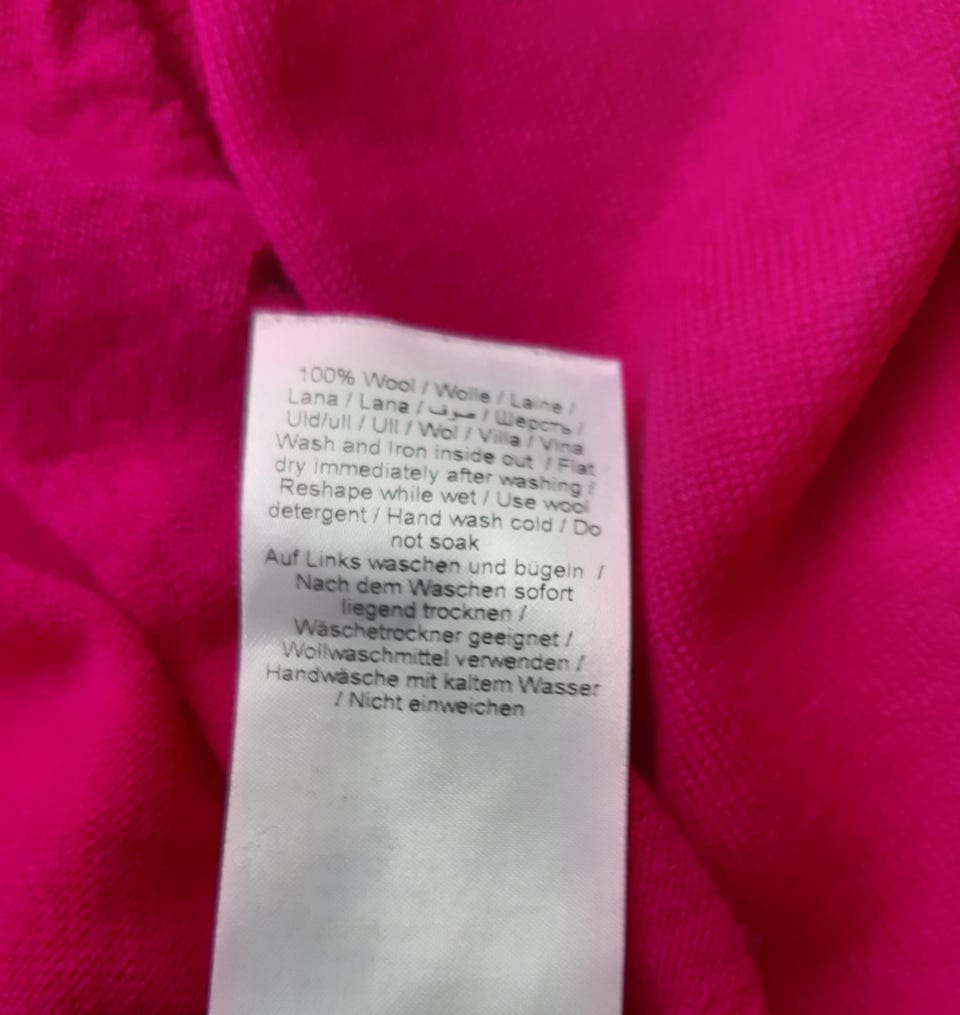 100% Wool / Wolle / Laine /
Lana / Lana / صوف / Шерсть /
Uld/ull / Ull / Wol / Villa / Vlna
Wash and Iron inside out / Flat
dry immediately after washing /
Reshape while wet / Use wool
detergent / Hand wash cold / Do
not soak
Auf Links waschen und bügeln /
Nach dem Waschen sofort
liegend trocknen /
Wäschetrockner geeignet /
Wollwaschmittel verwenden /
Handwäsche mit kaltem Wasser
/ Nicht einweichen